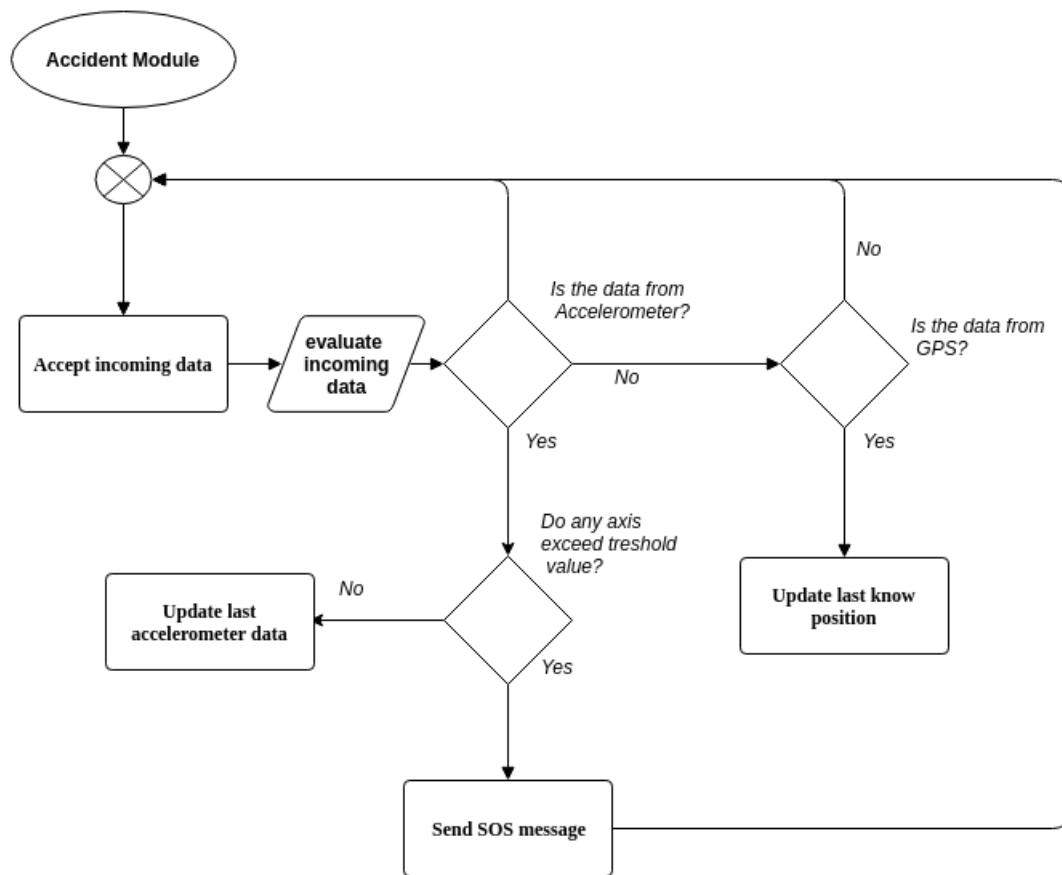 Accident Module
No
Is the data from
Accelerometer?
Is the data from
GPS?
Accept incoming data
evaluate
incoming
data
No
Yes
Yes
Do any axis
exceed treshold
value?
No
Update last
accelerometer data
Update last know
position
Yes
Send SOS message